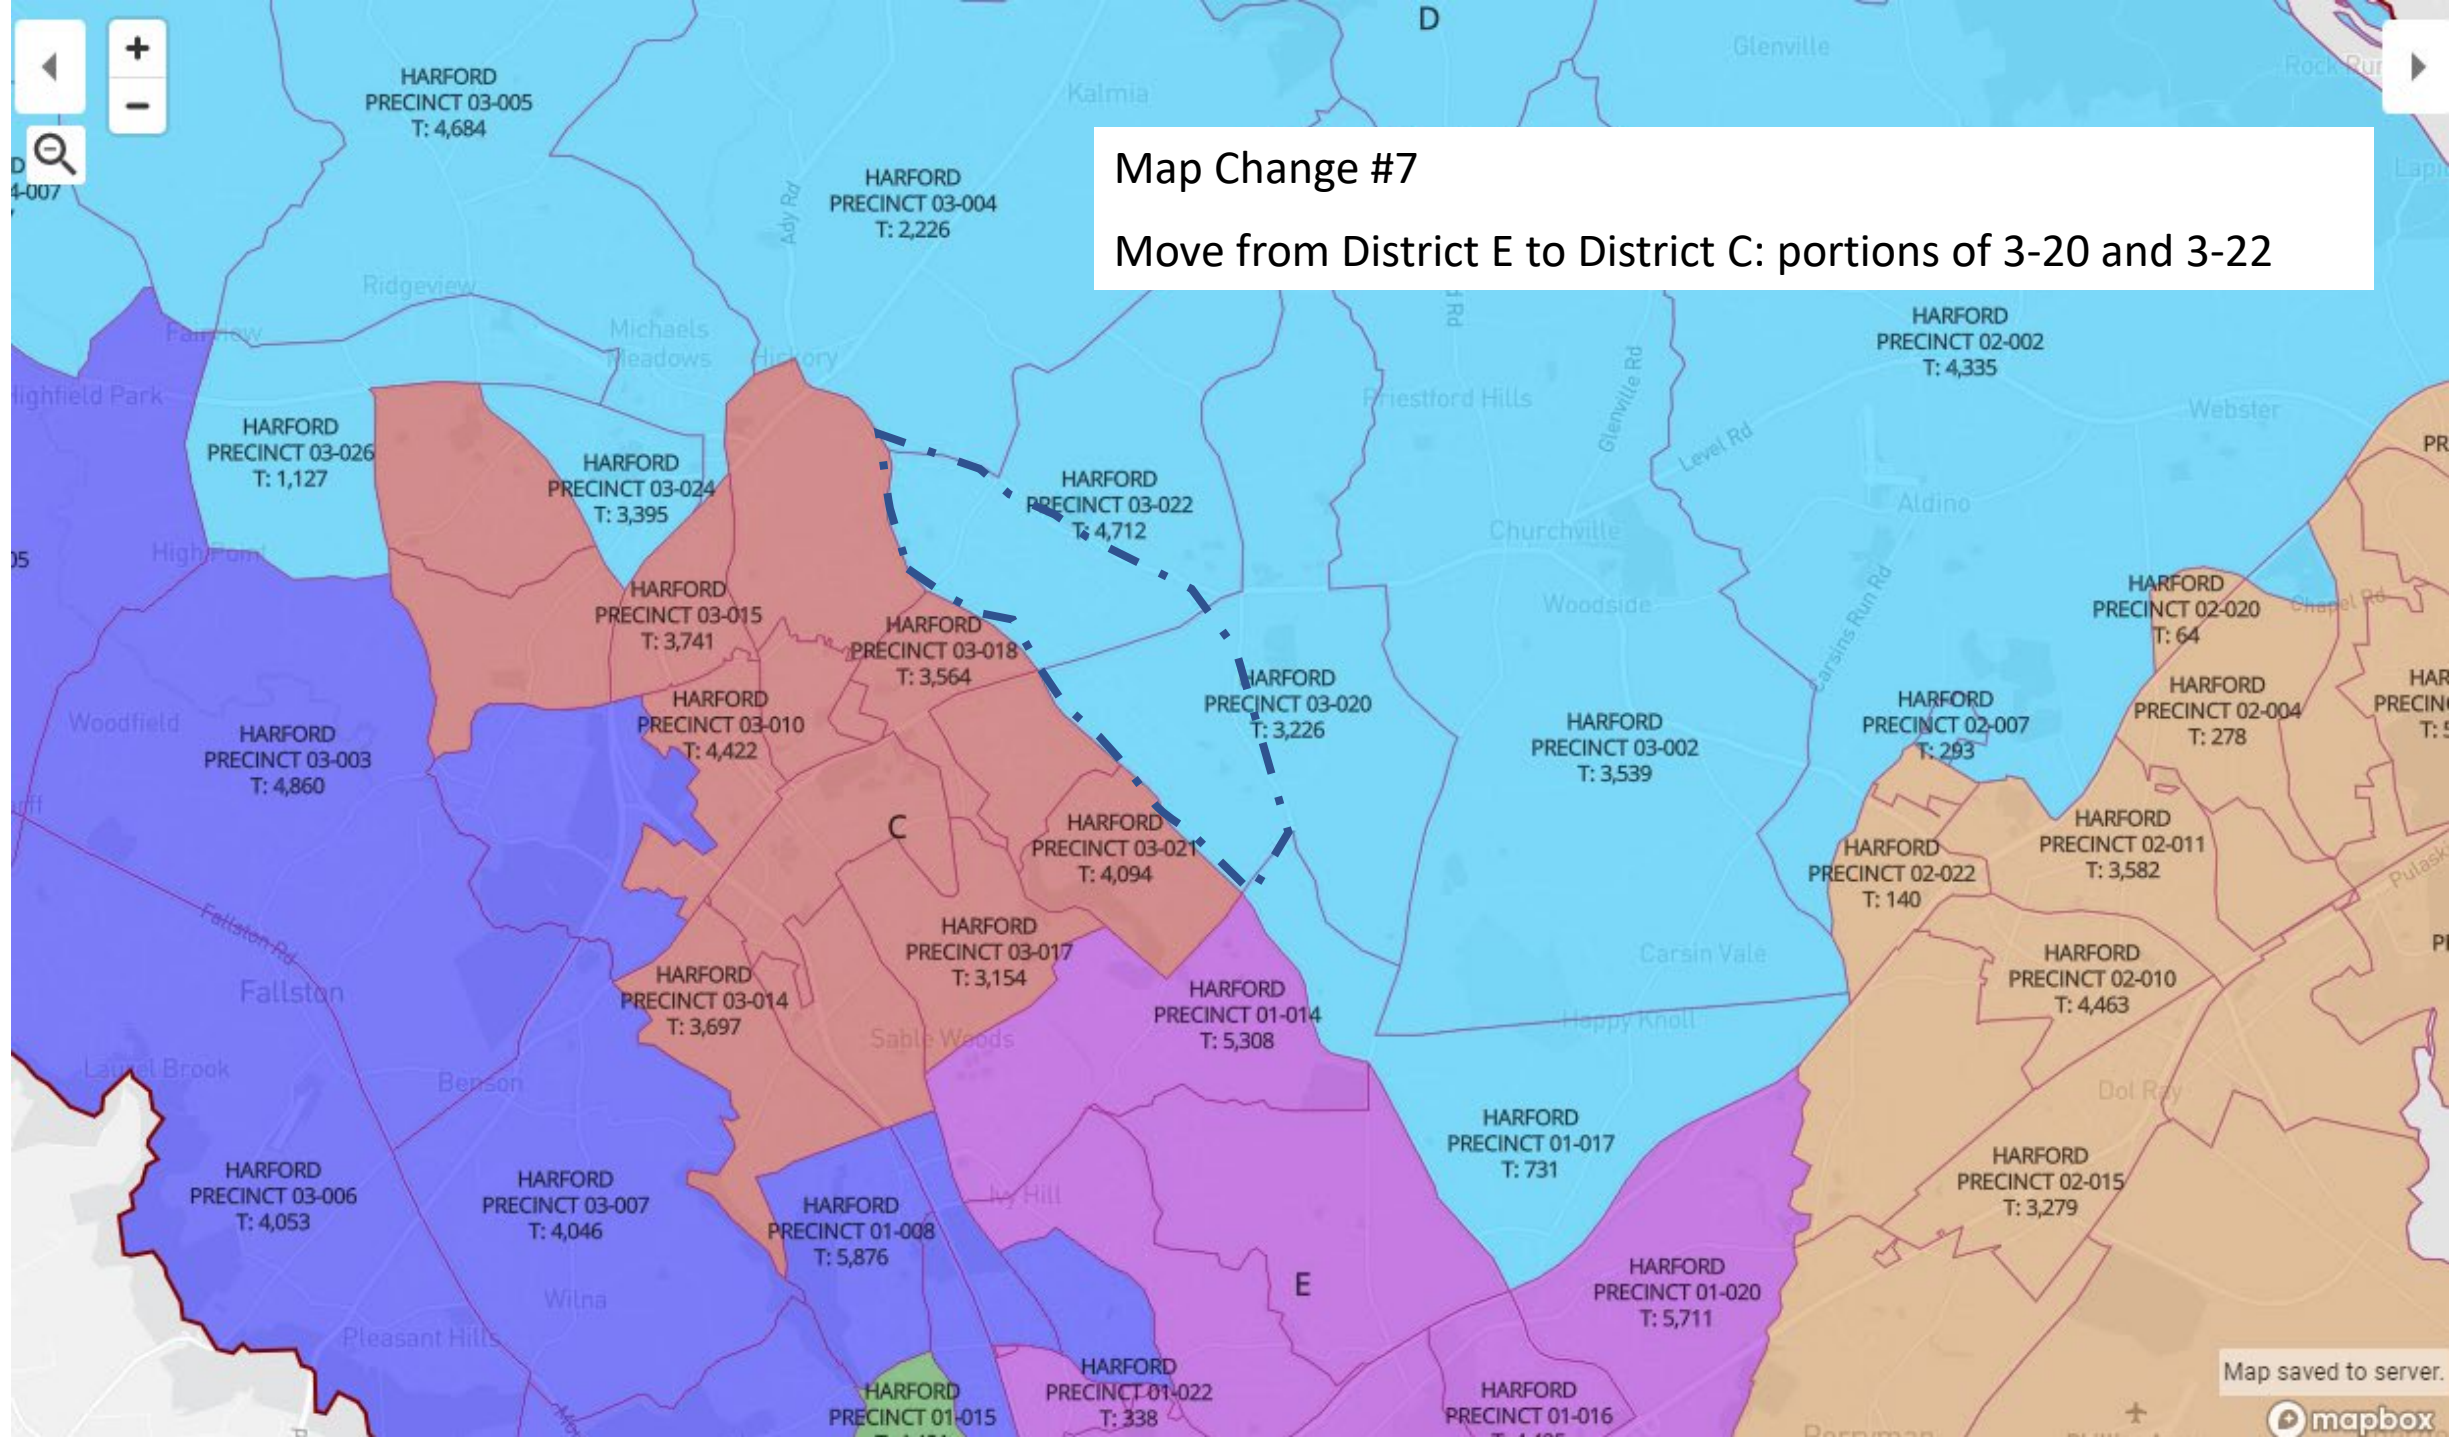 D
Glenville
Kalmia
HARFORD
PRECINCT 03-005
T: 4,684
Map Change #7
Move from District E to District C: portions of 3-20 and 3-22
4-007
Ady Rd
HARFORD
PRECINCT 03-004
T: 2,226
Ridgeview
Michaels
Meadows
Hickory
Fairview
Highfield Park
HARFORD
PRECINCT 02-002
T: 4,335
Priestford Hills
Glenville Rd
Level Rd
Webster
HARFORD
PRECINCT 03-026
T: 1,127
HARFORD
PRECINCT 03-024
T: 3,395
HARFORD
PRECINCT 03-022
T: 4,712
Aldino
Churchville
High Point
HARFORD
PRECINCT 03-015
T: 3,741
HARFORD
PRECINCT 03-018
T: 3,564
Woodside
Carsins Run Rd
HARFORD
PRECINCT 02-020
T: 64
Chapel Rd
HARFORD
PRECINCT 03-020
T: 3,226
HARFORD
PRECINCT 03-010
T: 4,422
Woodfield
HARFORD
PRECINCT 03-003
T: 4,860
HARFORD
PRECINCT 03-002
T: 3,539
HARFORD
PRECINCT 02-007
T: 293
HARFORD
PRECINCT 02-004
T: 278
C
HARFORD
PRECINCT 03-021
T: 4,094
HARFORD
PRECINCT 02-022
T: 140
HARFORD
PRECINCT 02-011
T: 3,582
Fallston Rd
Fallston
HARFORD
PRECINCT 03-017
T: 3,154
HARFORD
PRECINCT 03-014
T: 3,697
Sable Woods
HARFORD
PRECINCT 01-014
T: 5,308
Carsin Vale
Happy Knoll
HARFORD
PRECINCT 02-010
T: 4,463
Laurel Brook
Benson
Dol Ray
HARFORD
PRECINCT 01-017
T: 731
HARFORD
PRECINCT 02-015
T: 3,279
HARFORD
PRECINCT 03-006
T: 4,053
HARFORD
PRECINCT 03-007
T: 4,046
HARFORD
PRECINCT 01-008
T: 5,876
Ivy Hill
E
HARFORD
PRECINCT 01-020
T: 5,711
Wilna
Pleasant Hills
HARFORD
PRECINCT 01-015
HARFORD
PRECINCT 01-022
T: 338
HARFORD
PRECINCT 01-016
Perryman
Map saved to server.
mapbox